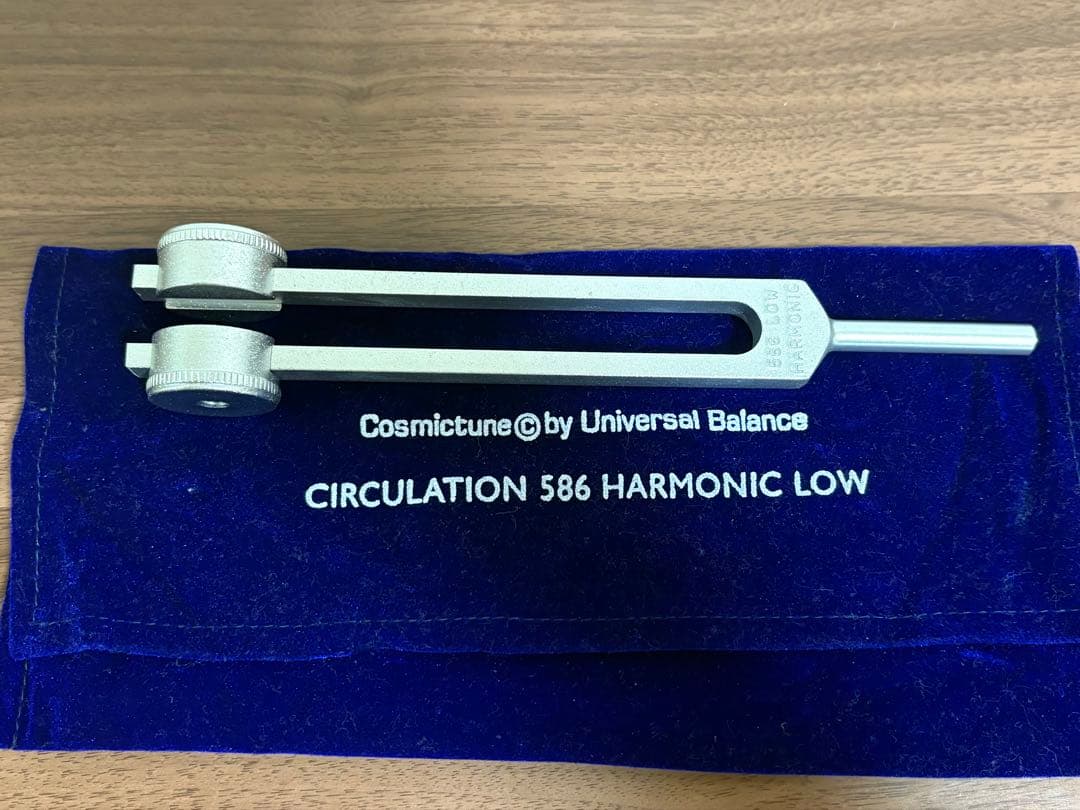 586 LOW
HARMONIC
Cosmictune©by Universal Balance
CIRCULATION 586 HARMONIC LOW